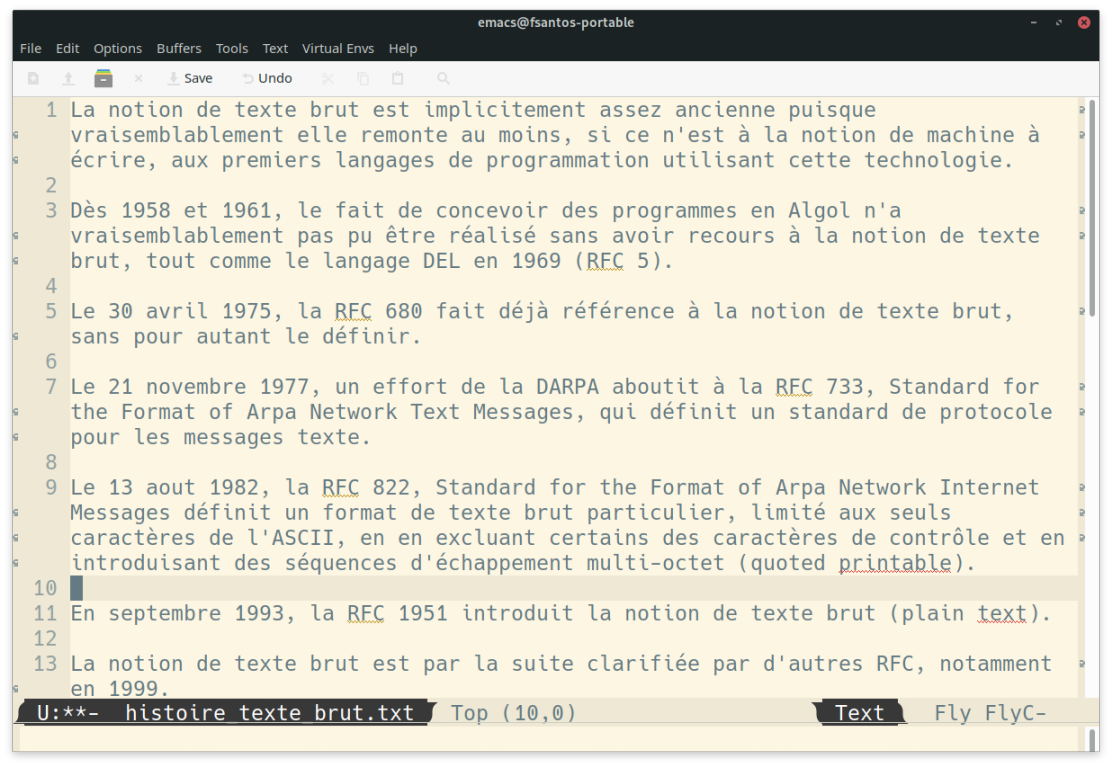 emacs@fsantos-portable
File Edit Options Buffers Tools Text Virtual Envs Help
Save Undo
1 La notion de texte brut est implicitement assez ancienne puisque
vraisemblablement elle remonte au moins, si ce n'est à la notion de machine à
écrire, aux premiers langages de programmation utilisant cette technologie.
2
3 Dès 1958 et 1961, le fait de concevoir des programmes en Algol n'a
vraisemblablement pas pu être réalisé sans avoir recours à la notion de texte
brut, tout comme le langage DEL en 1969 (RFC 5).
4
5 Le 30 avril 1975, la RFC 680 fait déjà référence à la notion de texte brut,
sans pour autant le définir.
6
7 Le 21 novembre 1977, un effort de la DARPA aboutit à la RFC 733, Standard for
the Format of Arpa Network Text Messages, qui définit un standard de protocole
pour les messages texte.
8
9 Le 13 aout 1982, la RFC 822, Standard for the Format of Arpa Network Internet
Messages définit un format de texte brut particulier, limité aux seuls
caractères de l'ASCII, en en excluant certains des caractères de contrôle et en
introduisant des séquences d'échappement multi-octet (quoted printable).
10
11 En septembre 1993, la RFC 1951 introduit la notion de texte brut (plain text).
12
13 La notion de texte brut est par la suite clarifiée par d'autres RFC, notamment
en 1999.
U:**- histoire_texte_brut.txt Top (10,0) Text Fly FlyC-